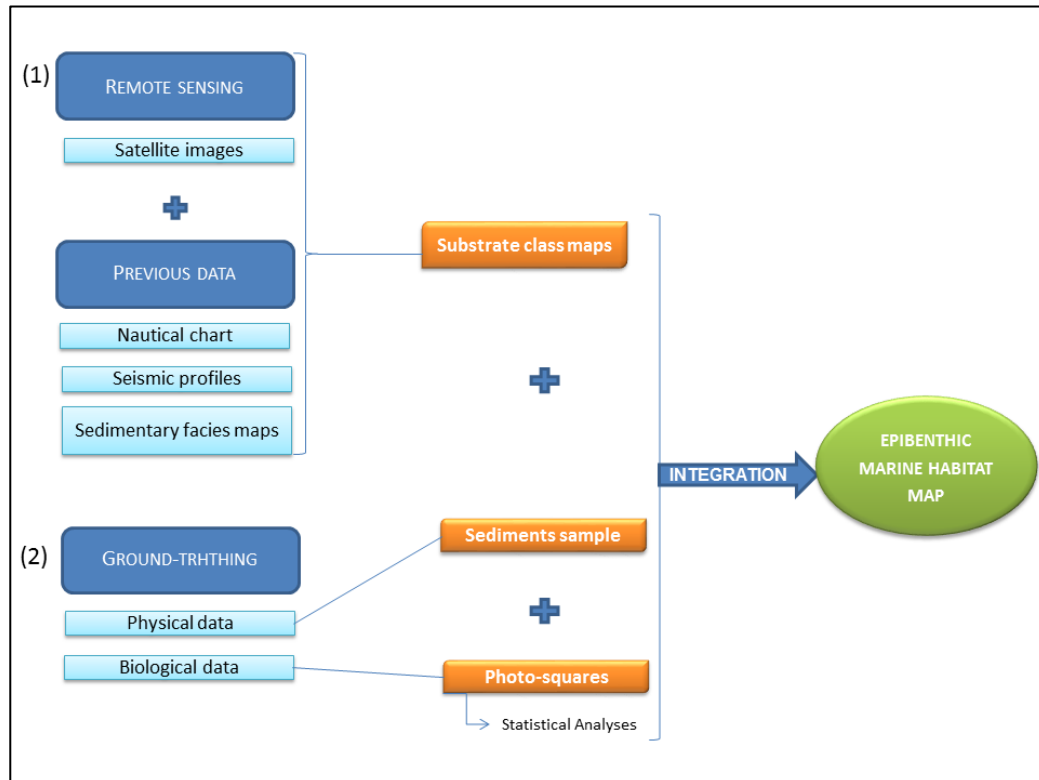 (1)
REMOTE SENSING
Satellite images
PREVIOUS DATA
Nautical chart
Seismic profiles
Sedimentary facies maps
(2)
GROUND-TRHTHING
Physical data
Biological data
Substrate class maps
Sediments sample
Photo-squares
Statistical Analyses
INTEGRATION
EPIBENTHIC
MARINE HABITAT
MAP